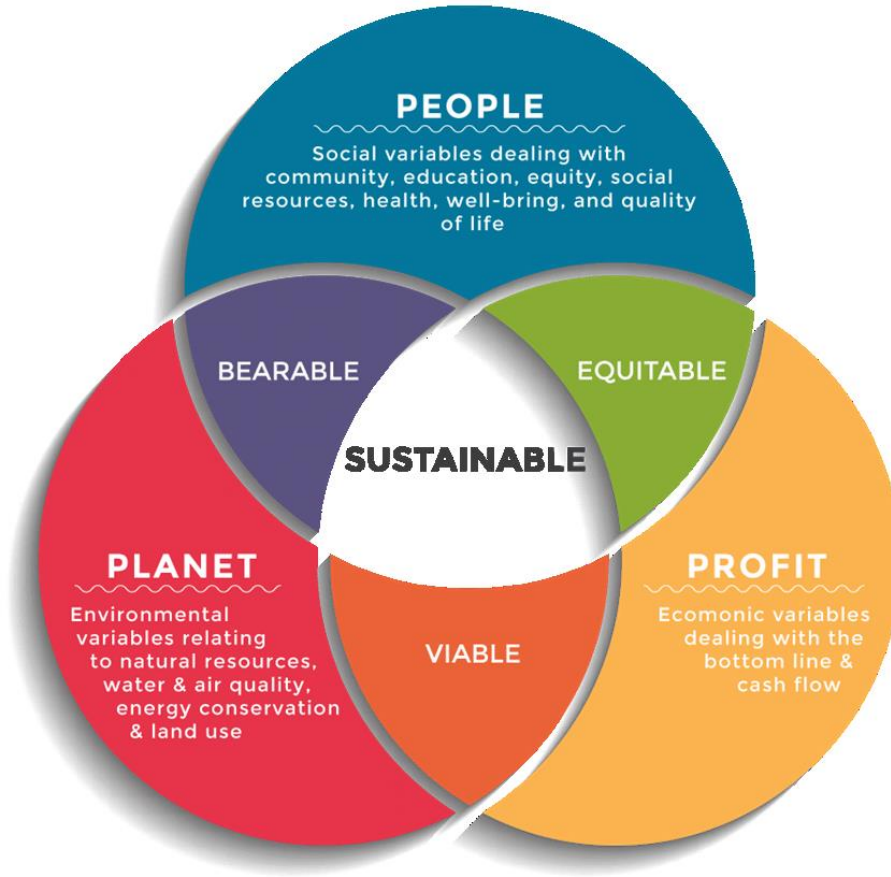 PEOPLE
Social variables dealing with
community, education, equity, social
resources, health, well-bring, and quality
of life
BEARABLE
EQUITABLE
SUSTAINABLE
PLANET
Environmental
variables relating
to natural resources,
water & air quality,
energy conservation
& land use
VIABLE
PROFIT
Ecomonic variables
dealing with the
bottom line &
cash flow